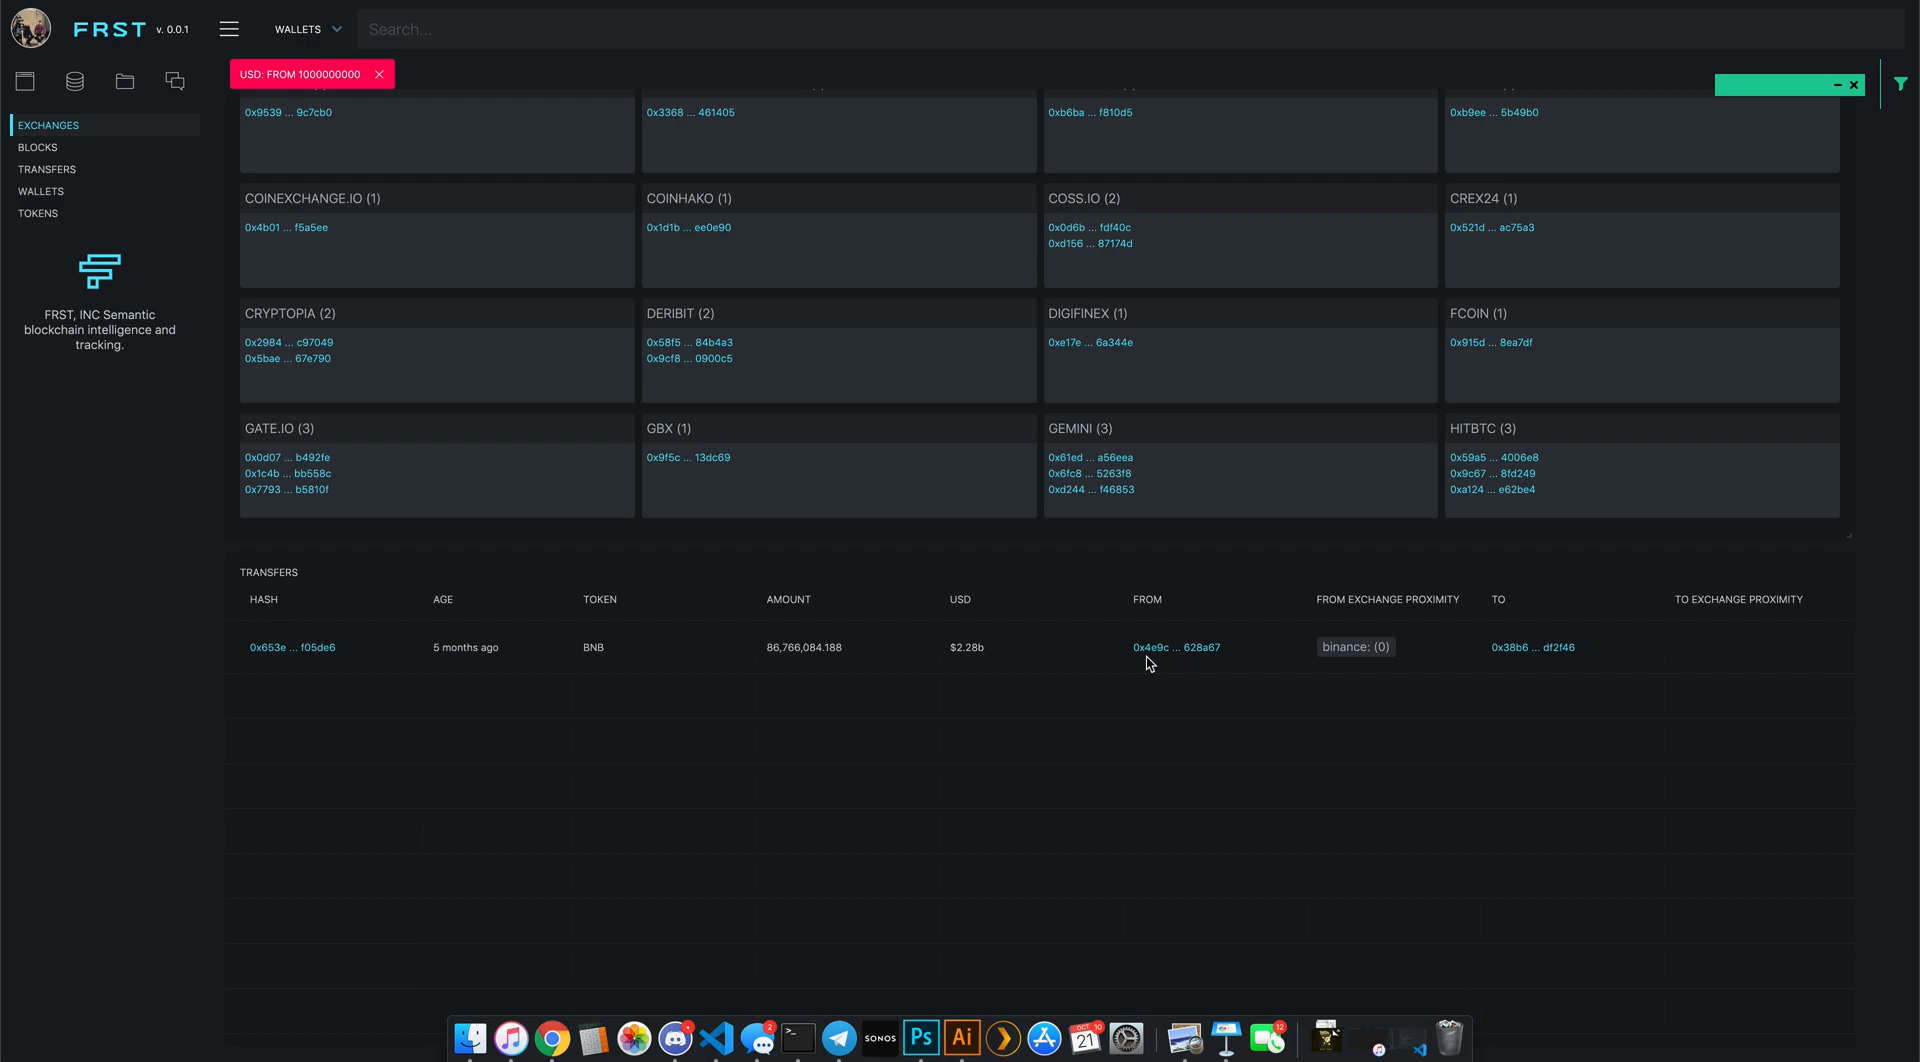 FRST v. 0.0.1
WALLETS
Search...
USD: FROM 1000000000
EXCHANGES
BLOCKS
TRANSFERS
WALLETS
TOKENS
FRST, INC Semantic
blockchain intelligence and
tracking.
0x9539 ... 9c7cb0
0x3368 ... 461405
0xb6ba ... f810d5
0xb9ee ... 5b49b0
COINEXCHANGE.IO (1)
0x4b01 ... f5a5ee
COINHAKO (1)
0x1d1b ... ee0e90
COSS.IO (2)
0x0d6b ... fdf40c
0xd156 ... 87174d
CREX24 (1)
0x521d ... ac75a3
CRYPTOPIA (2)
0x2984 ... c97049
0x5bae ... 67e790
DERIBIT (2)
0x58f5 ... 84b4a3
0x9cf8 ... 0900c5
DIGIFINEX (1)
0xe17e ... 6a344e
FCOIN (1)
0x915d ... 8ea7df
GATE.IO (3)
0x0d07 ... b492fe
0x1c4b ... bb558c
0x7793 ... b5810f
GBX (1)
0x9f5c ... 13dc69
GEMINI (3)
0x61ed ... a56eea
0x6fc8 ... 5263f8
0xd244 ... f46853
HITBTC (3)
0x59a5 ... 4006e8
0x9c67 ... 8fd249
0xa124 ... e62be4
TRANSFERS
HASH AGE TOKEN AMOUNT USD FROM FROM EXCHANGE PROXIMITY TO TO EXCHANGE PROXIMITY
0x653e ... f05de6 5 months ago BNB 86,766,084.188 $2.28b 0x4e9c ... 628a67 binance: (0) 0x38b6 ... df2f46
2
>_
SONOS
Ps
Ai
OCT 10
21
12